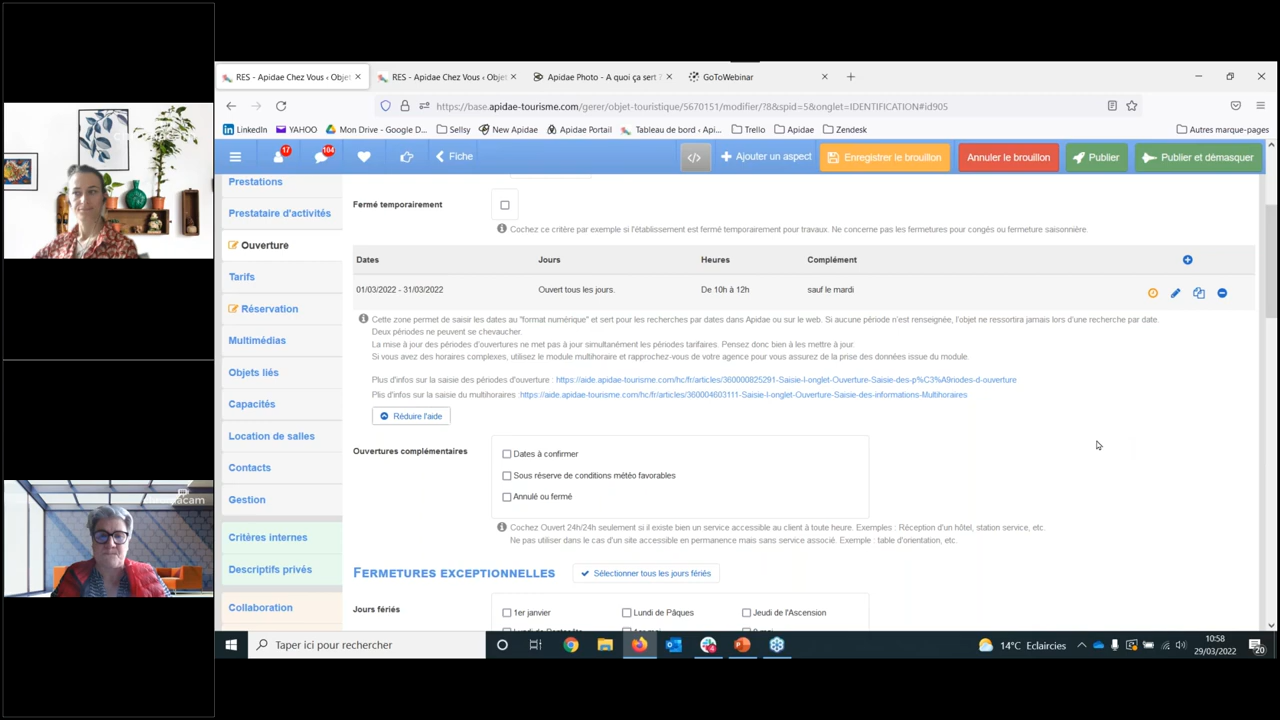 RES - Apidae Chez Vous ‹ Objet
RES - Apidae Chez Vous ‹ Objet
Apidae Photo - A quoi ça sert ?
GoToWebinar
https://base.apidae-tourisme.com/gerer/objet-touristique/5670151/modifier/?8&spid=5&onglet=IDENTIFICATION#id905
LinkedIn
YAHOO
Mon Drive - Google D...
Sellsy
New Apidae
Apidae Portail
Tableau de bord ‹ Api...
Trello
Apidae
Zendesk
Autres marque-pages
17
104
Fiche
Ajouter un aspect
Enregistrer le brouillon
Annuler le brouillon
Publier
Publier et démasquer
Prestations
Prestataire d'activités
Ouverture
Tarifs
Réservation
Multimédias
Objets liés
Capacités
Location de salles
Contacts
Gestion
Critères internes
Descriptifs privés
Collaboration
Fermé temporairement
Cochez ce critère par exemple si l'établissement est fermé temporairement pour travaux. Ne concerne pas les fermetures pour congés ou fermeture saisonnière.
Dates Jours Heures Complément
01/03/2022 - 31/03/2022 Ouvert tous les jours. De 10h à 12h sauf le mardi
Cette zone permet de saisir les dates au "format numérique" et sert pour les recherches par dates dans Apidae ou sur le web. Si aucune période n'est renseignée, l'objet ne ressortira jamais lors d'une recherche par date.
Deux périodes ne peuvent se chevaucher.
La mise à jour des périodes d'ouvertures ne met pas à jour simultanément les périodes tarifaires. Pensez donc bien à les mettre à jour.
Si vous avez des horaires complexes, utilisez le module multihoraire et rapprochez-vous de votre agence pour vous assurez de la prise des données issue du module.
Plus d'infos sur la saisie des périodes d'ouverture : https://aide.apidae-tourisme.com/hc/fr/articles/360000825291-Saisie-l-onglet-Ouverture-Saisie-des-p%C3%A9riodes-d-ouverture
Plis d'infos sur la saisie du multihoraires :https://aide.apidae-tourisme.com/hc/fr/articles/360004603111-Saisie-l-onglet-Ouverture-Saisie-des-informations-Multihoraires
Réduire l'aide
Ouvertures complémentaires
Dates à confirmer
Sous réserve de conditions météo favorables
Annulé ou fermé
Cochez Ouvert 24h/24h seulement si il existe bien un service accessible au client à toute heure. Exemples : Réception d'un hôtel, station service, etc.
Ne pas utiliser dans le cas d'un site accessible en permanence mais sans service associé. Exemple : table d'orientation, etc.
FERMETURES EXCEPTIONNELLES
Sélectionner tous les jours fériés
Jours fériés
1er janvier
Lundi de Pâques
Jeudi de l'Ascension
Taper ici pour rechercher
14°C Eclaircies
10:58
29/03/2022
20